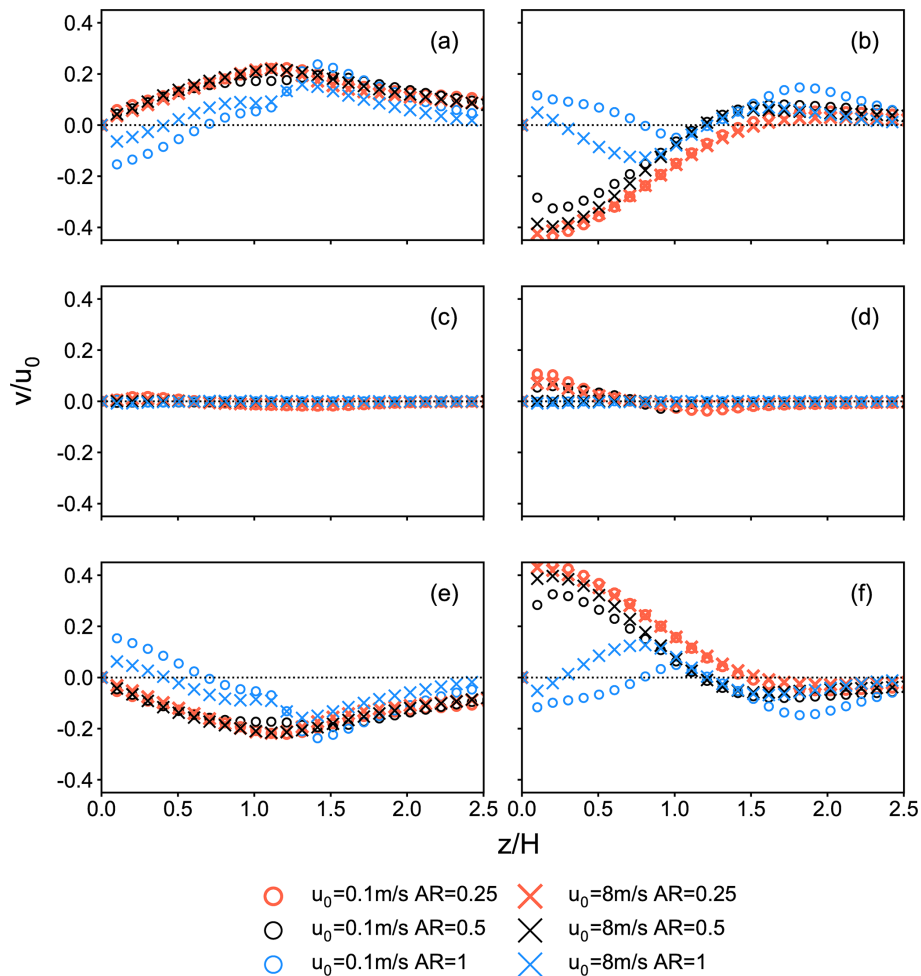 (a)
0.4
0.2
0.0
-0.2
-0.4
(b)
(c)
0.4
0.2
0.0
-0.2
-0.4
(d)
v/u0
(e)
0.4
0.2
0.0
-0.2
-0.4
(f)
0.0 0.5 1.0 1.5 2.0 2.5
0.0 0.5 1.0 1.5 2.0 2.5
z/H
u0=0.1m/s AR=0.25 u0=8m/s AR=0.25
u0=0.1m/s AR=0.5 u0=8m/s AR=0.5
u0=0.1m/s AR=1 u0=8m/s AR=1